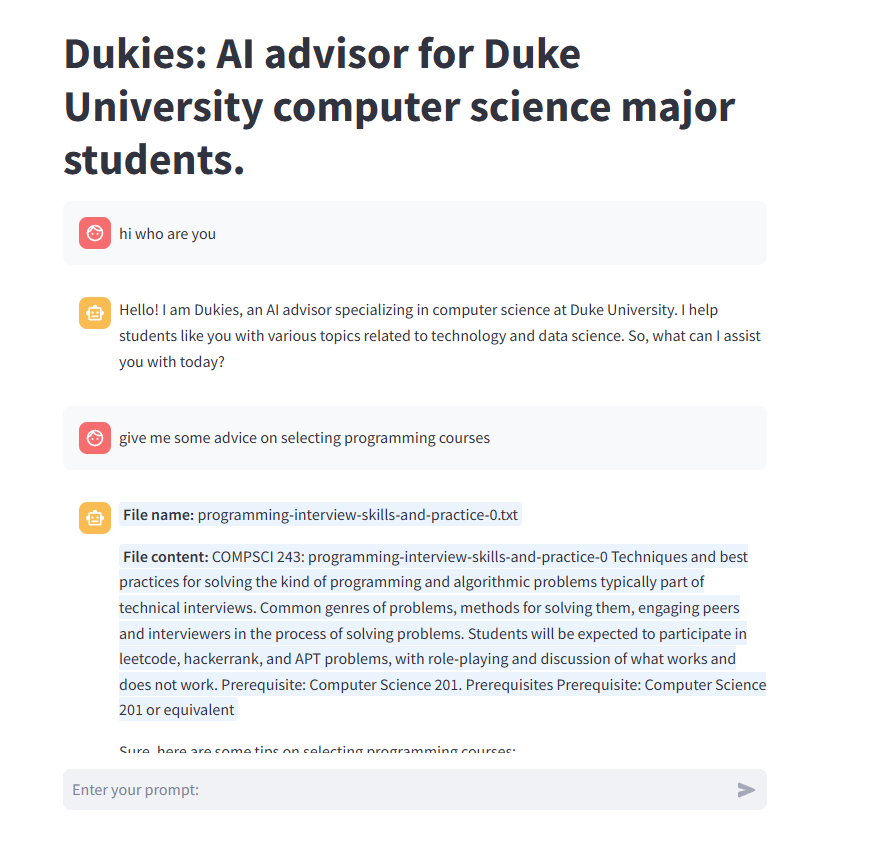 Dukies: AI advisor for Duke
University computer science major
students.
hi who are you
Hello! I am Dukies, an AI advisor specializing in computer science at Duke University. I help
students like you with various topics related to technology and data science. So, what can I assist
you with today?
give me some advice on selecting programming courses
File name: programming-interview-skills-and-practice-0.txt
File content: COMPSCI 243: programming-interview-skills-and-practice-0 Techniques and best
practices for solving the kind of programming and algorithmic problems typically part of
technical interviews. Common genres of problems, methods for solving them, engaging peers
and interviewers in the process of solving problems. Students will be expected to participate in
leetcode, hackerrank, and APT problems, with role-playing and discussion of what works and
does not work. Prerequisite: Computer Science 201. Prerequisites Prerequisite: Computer Science
201 or equivalent
Sure, here are some tips on selecting programming courses:
Enter your prompt: